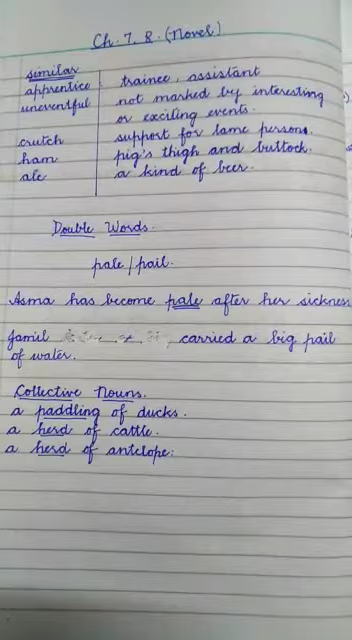 Ch. 7, 8. (Novel)
similar
apprentice. trainee, assistant
uneventful not marked by interesting
or exciting events.
crutch support for lame persons.
ham pig's thigh and buttock.
ale a kind of beer.
Double Words.
pale/pail.
Asma has become pale after her sickness
Jamil carried a big pail
of water.
Collective Nouns.
a paddling of ducks.
a herd of cattle.
a herd of antelope.